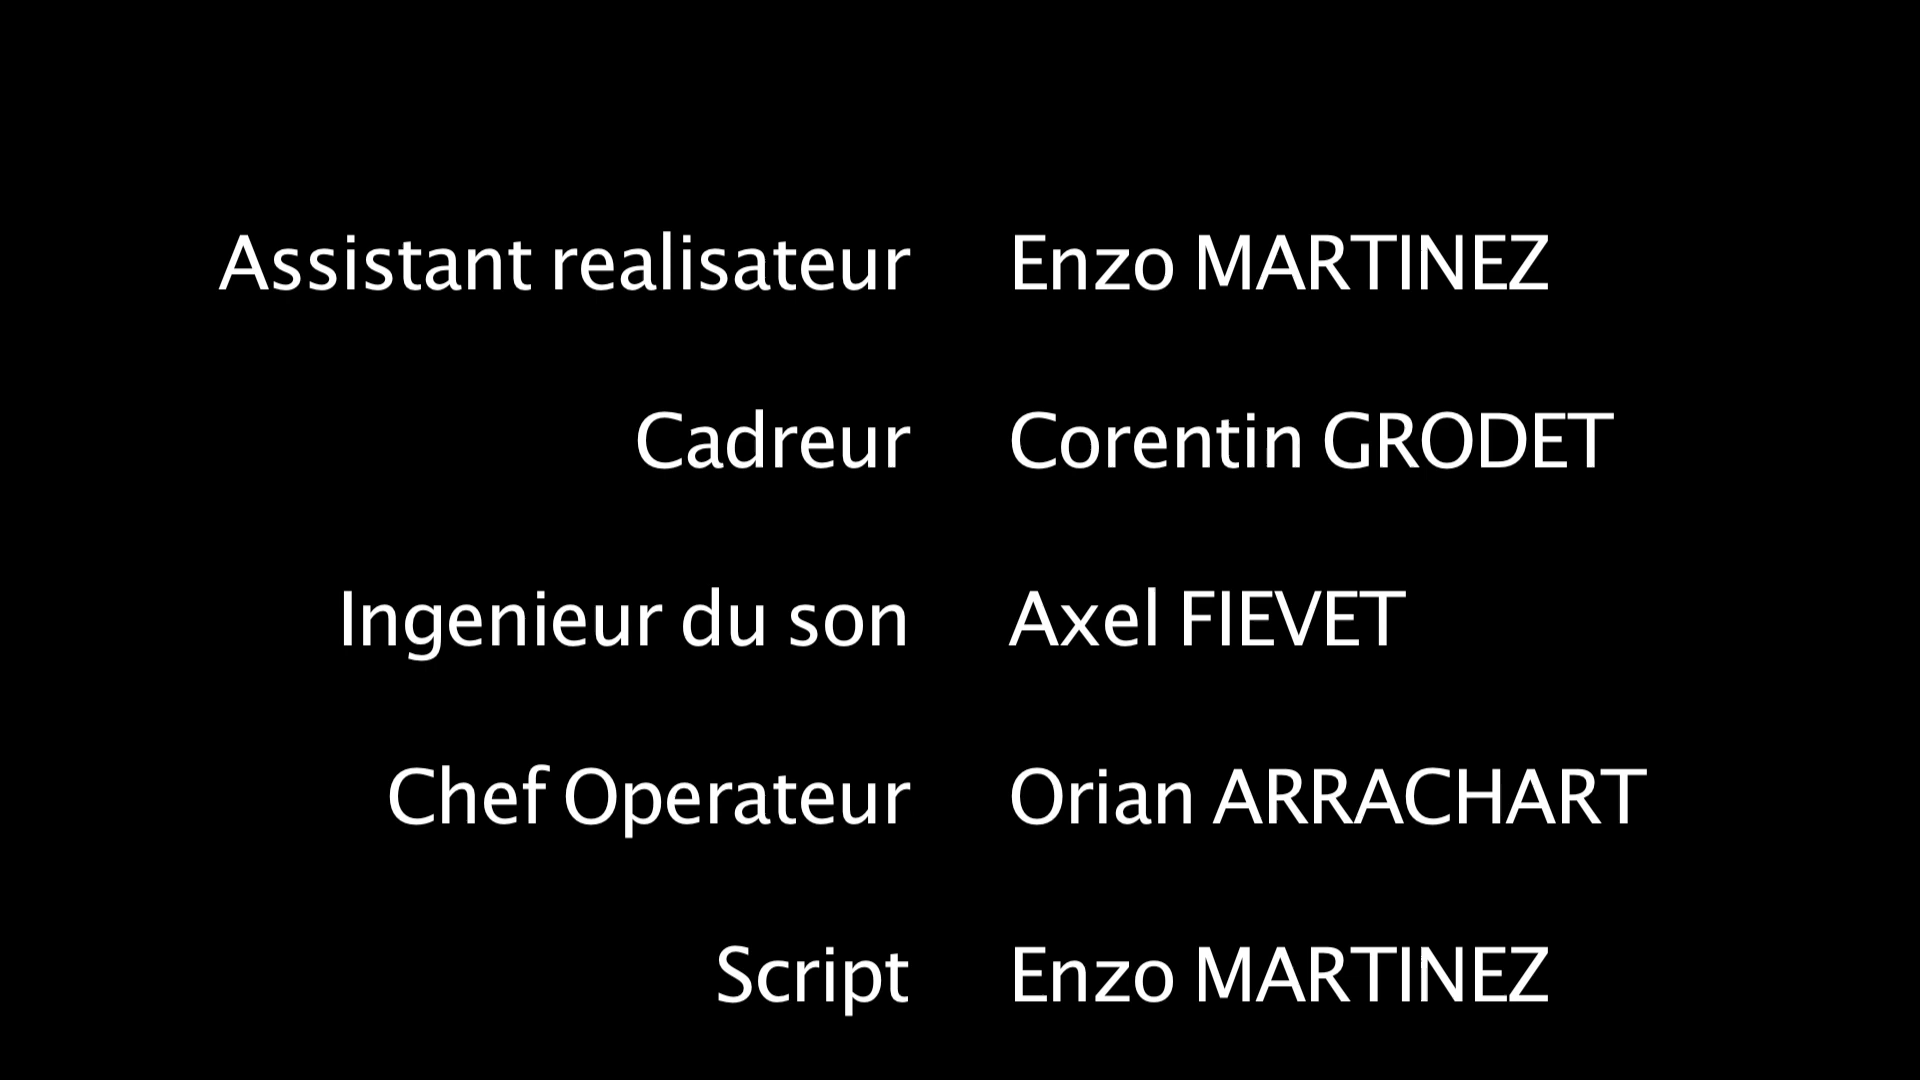 Assistant realisateur Enzo MARTINEZ
Cadreur Corentin GRODET
Ingenieur du son Axel FIEVET
Chef Operateur Orian ARRACHART
Script Enzo MARTINEZ